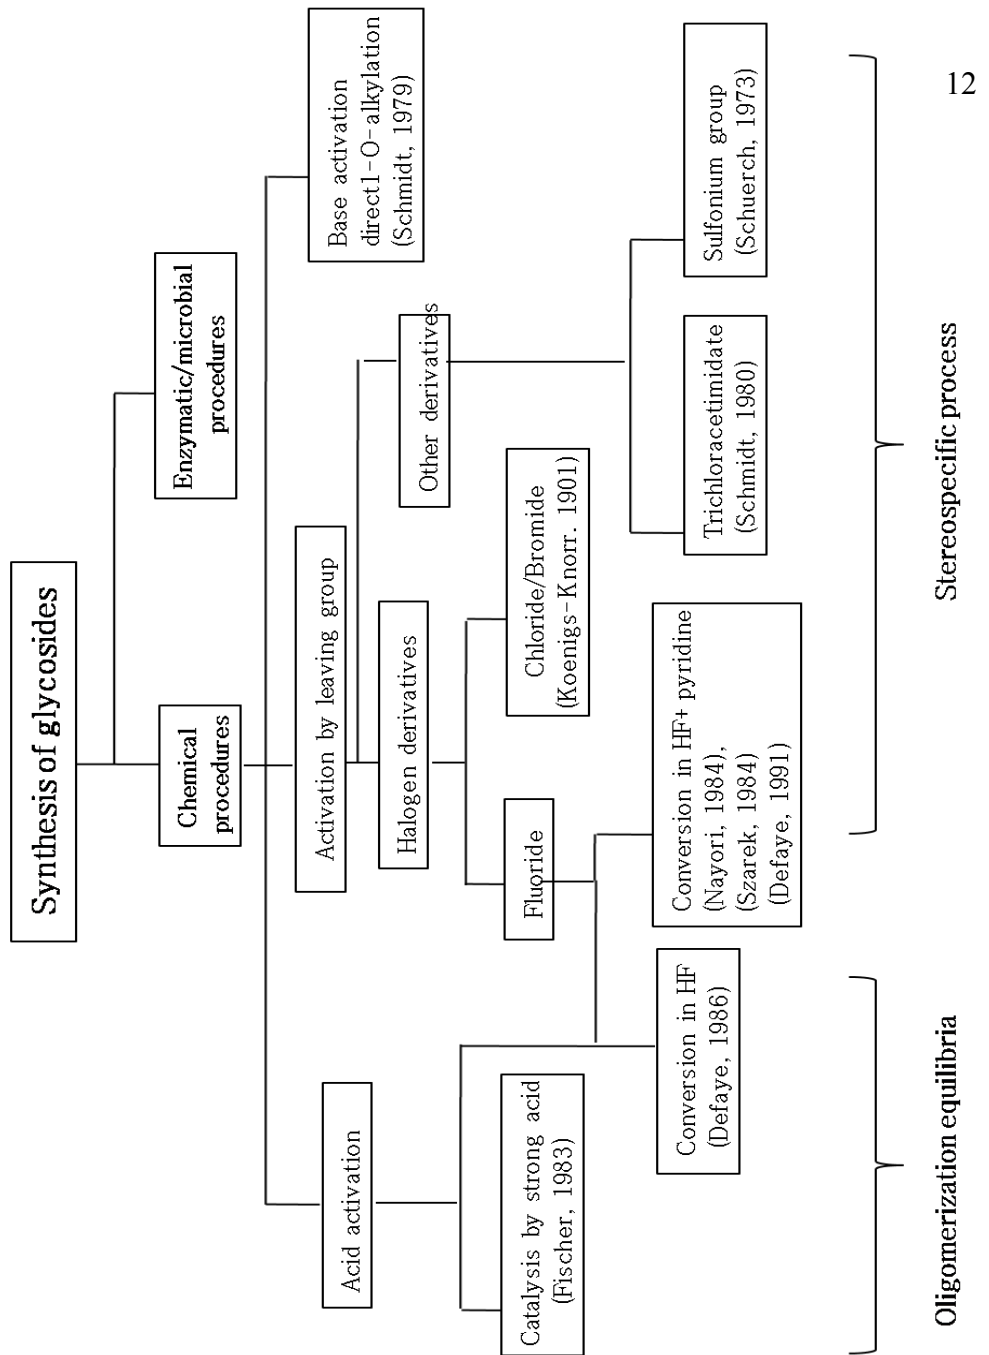 12
Synthesis of glycosides
Chemical
procedures
Enzymatic/microbial
procedures
Acid activation
Activation by leaving group
Base activation
direct1-O-alkylation
(Schmidt, 1979)
Halogen derivatives
Other derivatives
Catalysis by strong acid
(Fischer, 1983)
Fluoride
Chloride/Bromide
(Koenigs-Knorr. 1901)
Conversion in HF
(Defaye, 1986)
Conversion in HF+ pyridine
(Nayori, 1984),
(Szarek, 1984)
(Defaye, 1991)
Trichloracetimidate
(Schmidt, 1980)
Sulfonium group
(Schuerch, 1973)
Oligomerization equilibria
Stereospecific process